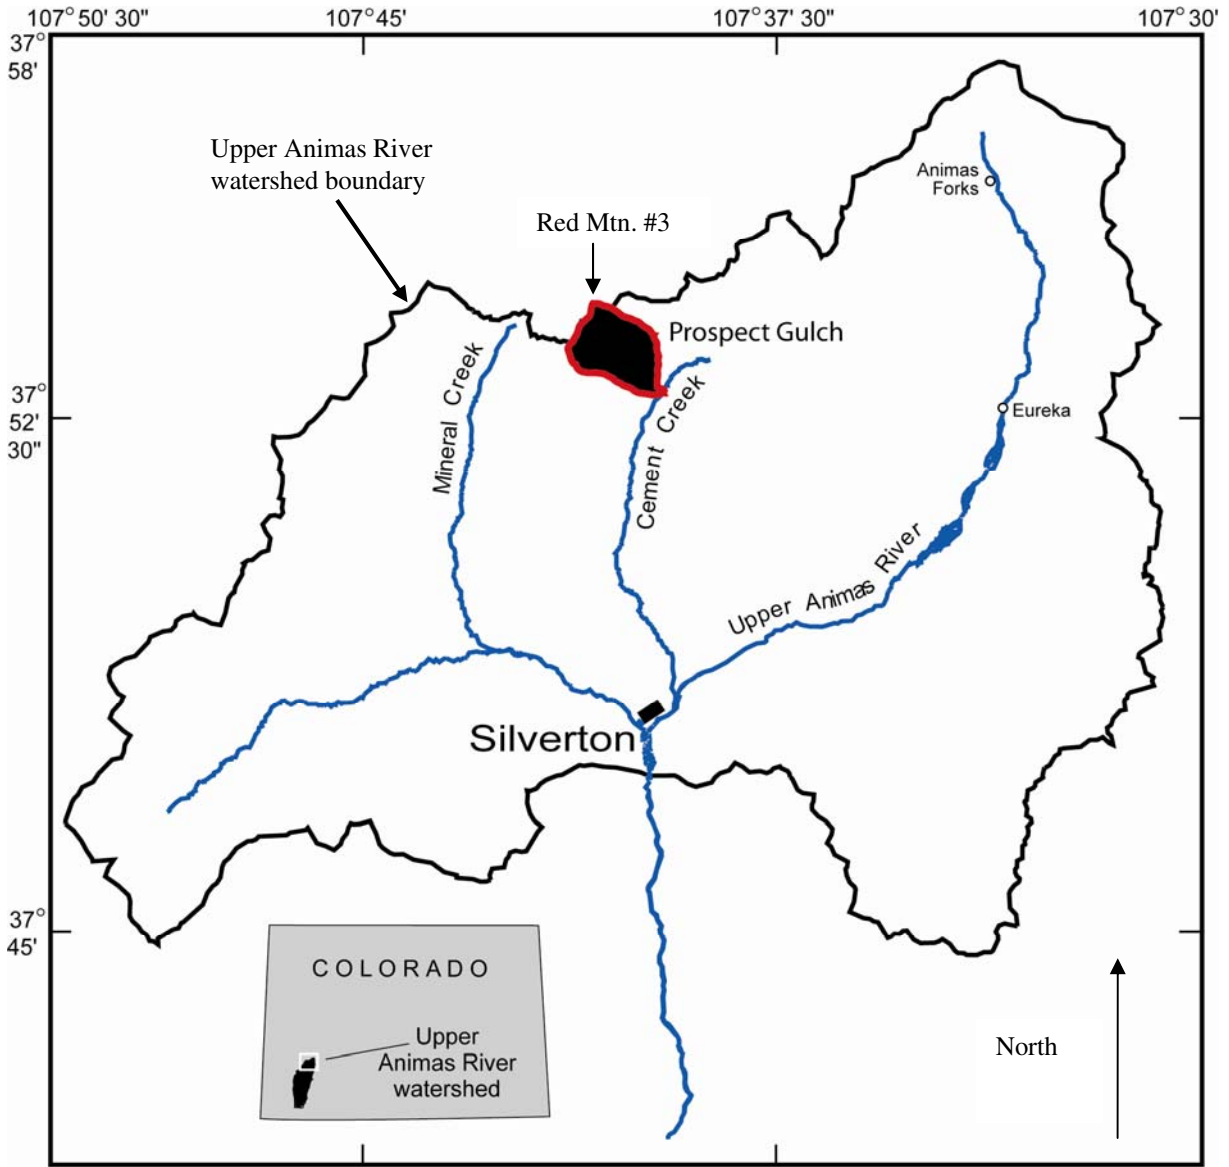 107° 50' 30"
107° 45'
107° 37' 30"
107° 30'
37°
58'
Upper Animas River
watershed boundary
Animas
Forks
Red Mtn. #3
Prospect Gulch
Mineral Creek
Cement Creek
37°
52'
30"
Eureka
Upper Animas River
Silverton
37°
45'
COLORADO
Upper
Animas River
watershed
North